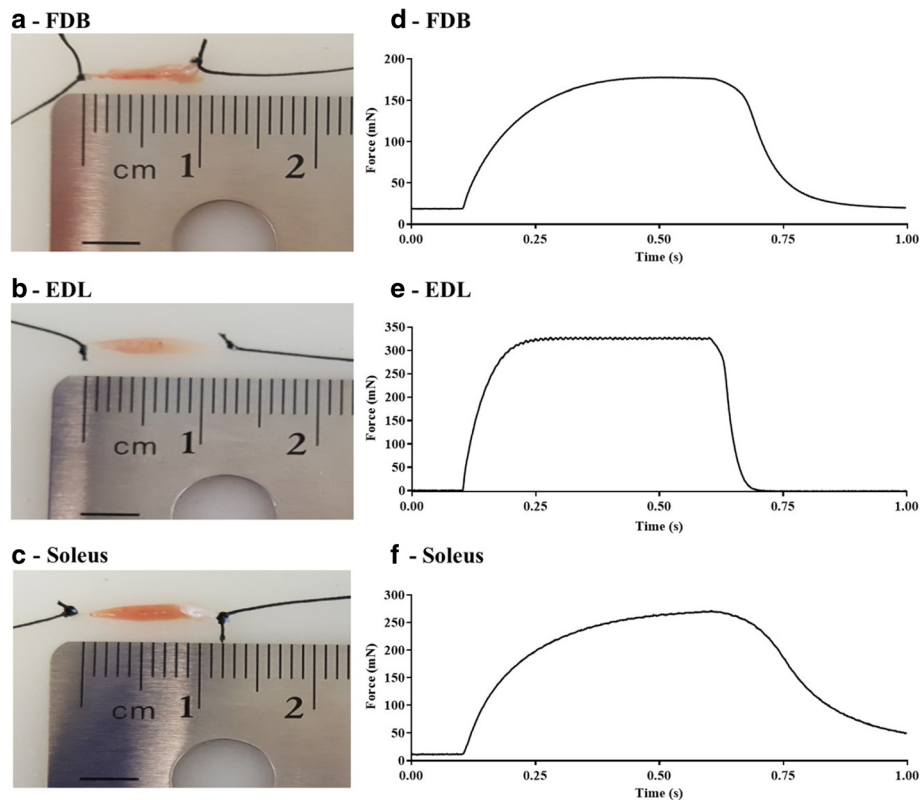 a - FDB
cm 1 2
d - FDB
Force (mN)
200
150
100
50
0
0.00 0.25 0.50 0.75 1.00
Time (s)
b - EDL
cm 1 2
e - EDL
Force (mN)
350
300
250
200
150
100
50
0
0.00 0.25 0.50 0.75 1.00
Time (s)
c - Soleus
cm 1 2
f - Soleus
Force (mN)
300
250
200
150
100
50
0
0.00 0.25 0.50 0.75 1.00
Time (s)